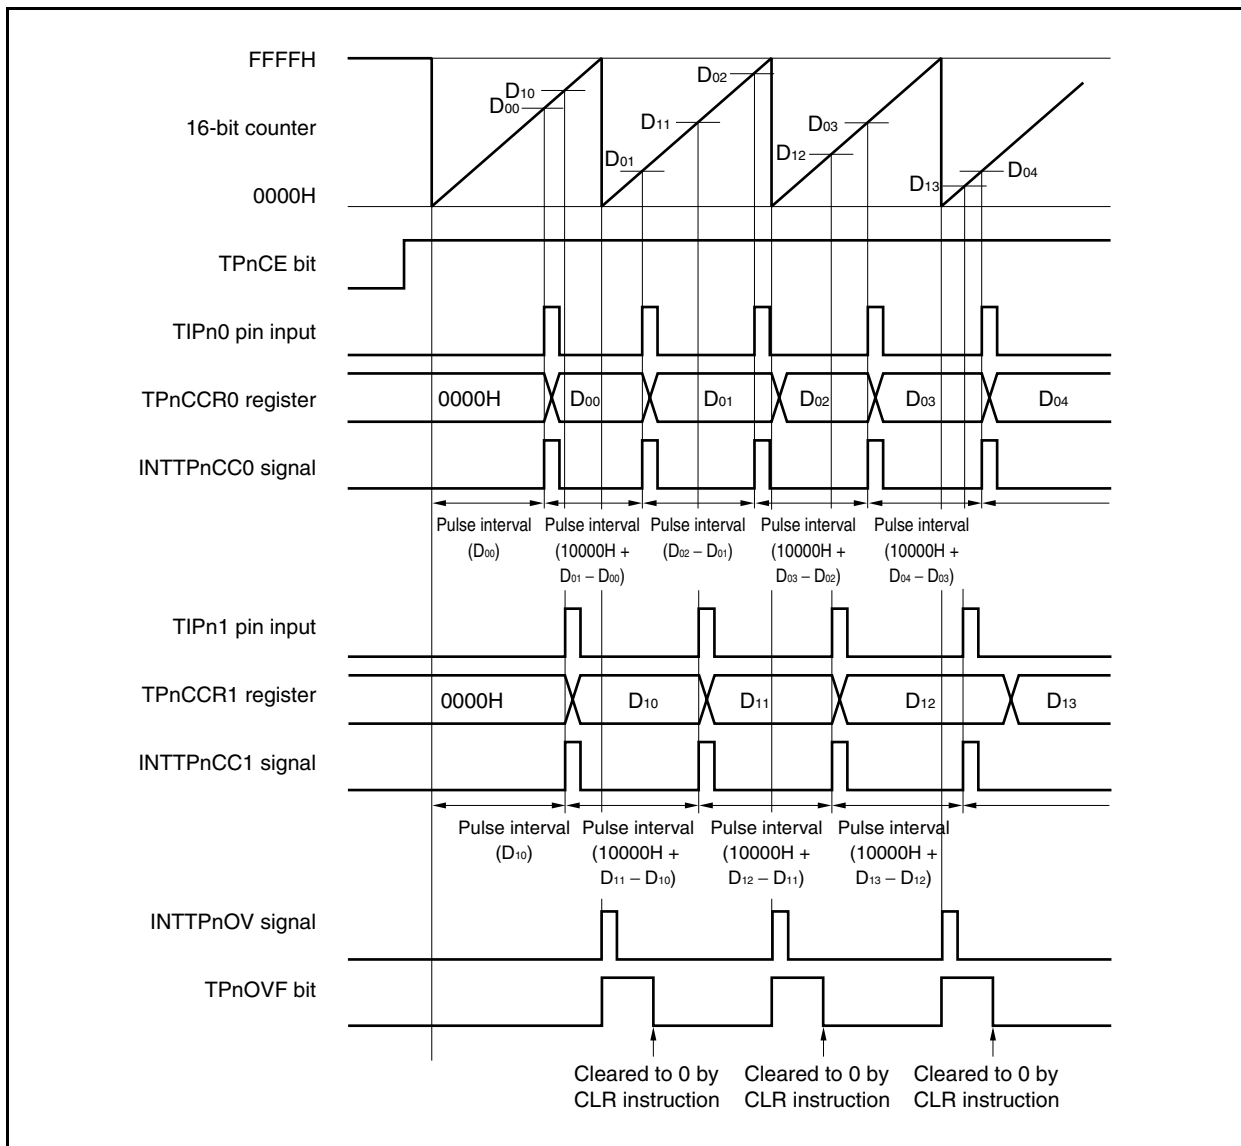 FFFFH
16-bit counter
0000H
D10
D00
D01
D11
D02
D12
D03
D13
D04
TPnCE bit
TIPn0 pin input
TPnCCR0 register
0000H
D00
D01
D02
D03
D04
INTTPnCC0 signal
Pulse interval
(D00)
Pulse interval
(10000H +
D01 – D00)
Pulse interval
(D02 – D01)
Pulse interval
(10000H +
D03 – D02)
Pulse interval
(10000H +
D04 – D03)
TIPn1 pin input
TPnCCR1 register
0000H
D10
D11
D12
D13
INTTPnCC1 signal
Pulse interval
(D10)
Pulse interval
(10000H +
D11 – D10)
Pulse interval
(10000H +
D12 – D11)
Pulse interval
(10000H +
D13 – D12)
INTTPnOV signal
TPnOVF bit
Cleared to 0 by
CLR instruction
Cleared to 0 by
CLR instruction
Cleared to 0 by
CLR instruction